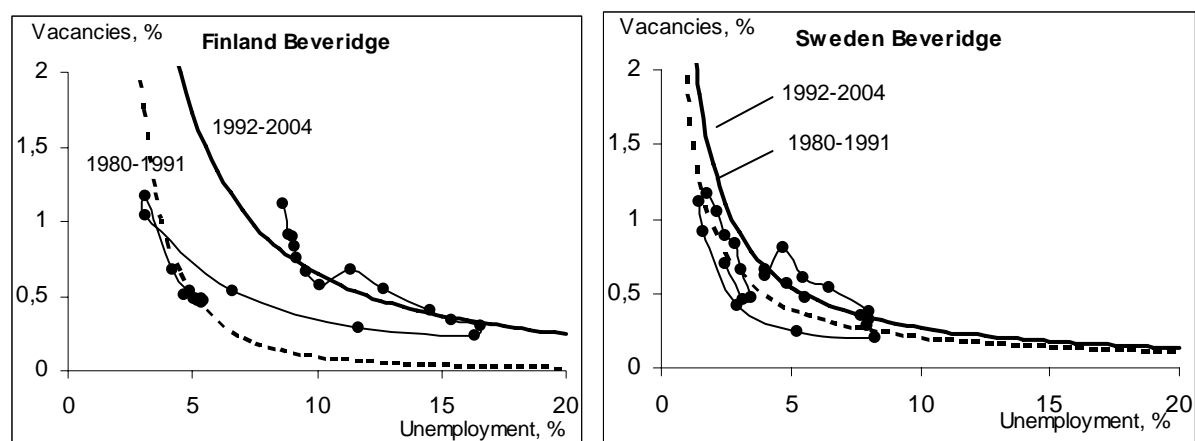 Vacancies, %
Finland Beveridge
2
1992-2004
1,5
1980-1991
1
0,5
0
0 5 10 15 20
Unemployment, %
Vacancies, %
Sweden Beveridge
2
1992-2004
1,5
1980-1991
1
0,5
0
0 5 10 15 20
Unemployment, %